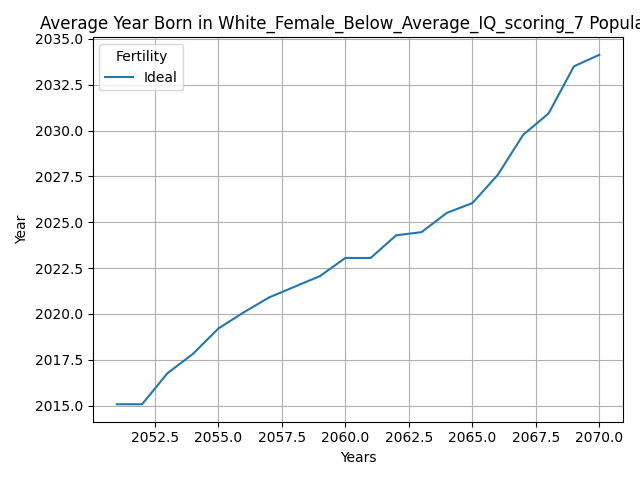 Average Year Born in White_Female_Below_Average_IQ_scoring_7 Popula
Fertility
Ideal
2035.0
2032.5
2030.0
2027.5
2025.0
2022.5
2020.0
2017.5
2015.0
Year
2052.5 2055.0 2057.5 2060.0 2062.5 2065.0 2067.5 2070.0
Years